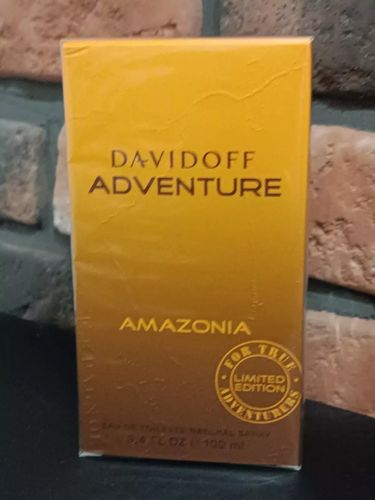 DAVIDOFF
ADVENTURE
AMAZONIA
FOR TRUE
LIMITED
EDITION
ADVENTURERS
EAU DE TOILETTE NATURAL SPRAY
3.4 FL OZ / 100 ml